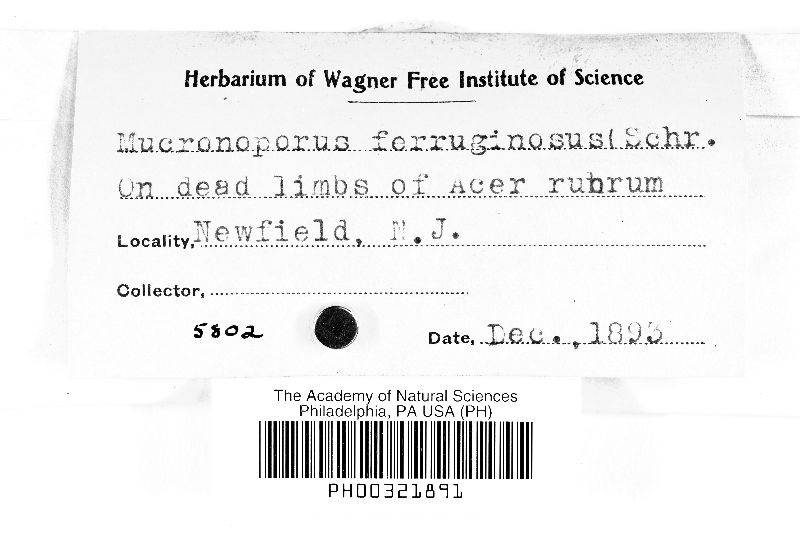 Herbarium of Wagner Free Institute of Science
Mucronoporus ferruginosus(Schr.
On dead limbs of Acer rubrum
Locality, Newfield, N.J.
Collector,
5802
Date, Dec., 1893
The Academy of Natural Sciences
Philadelphia, PA USA (PH)
PH00321891